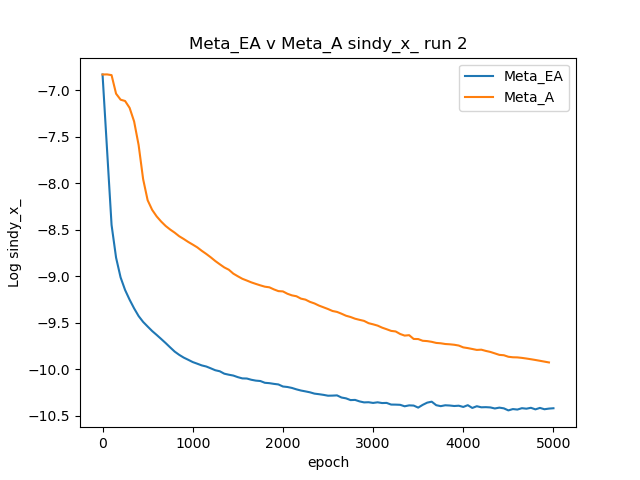 Meta_EA v Meta_A sindy_x_ run 2
Meta_EA
Meta_A
Log sindy_x_
−7.0
−7.5
−8.0
−8.5
−9.0
−9.5
−10.0
−10.5
0 1000 2000 3000 4000 5000
epoch